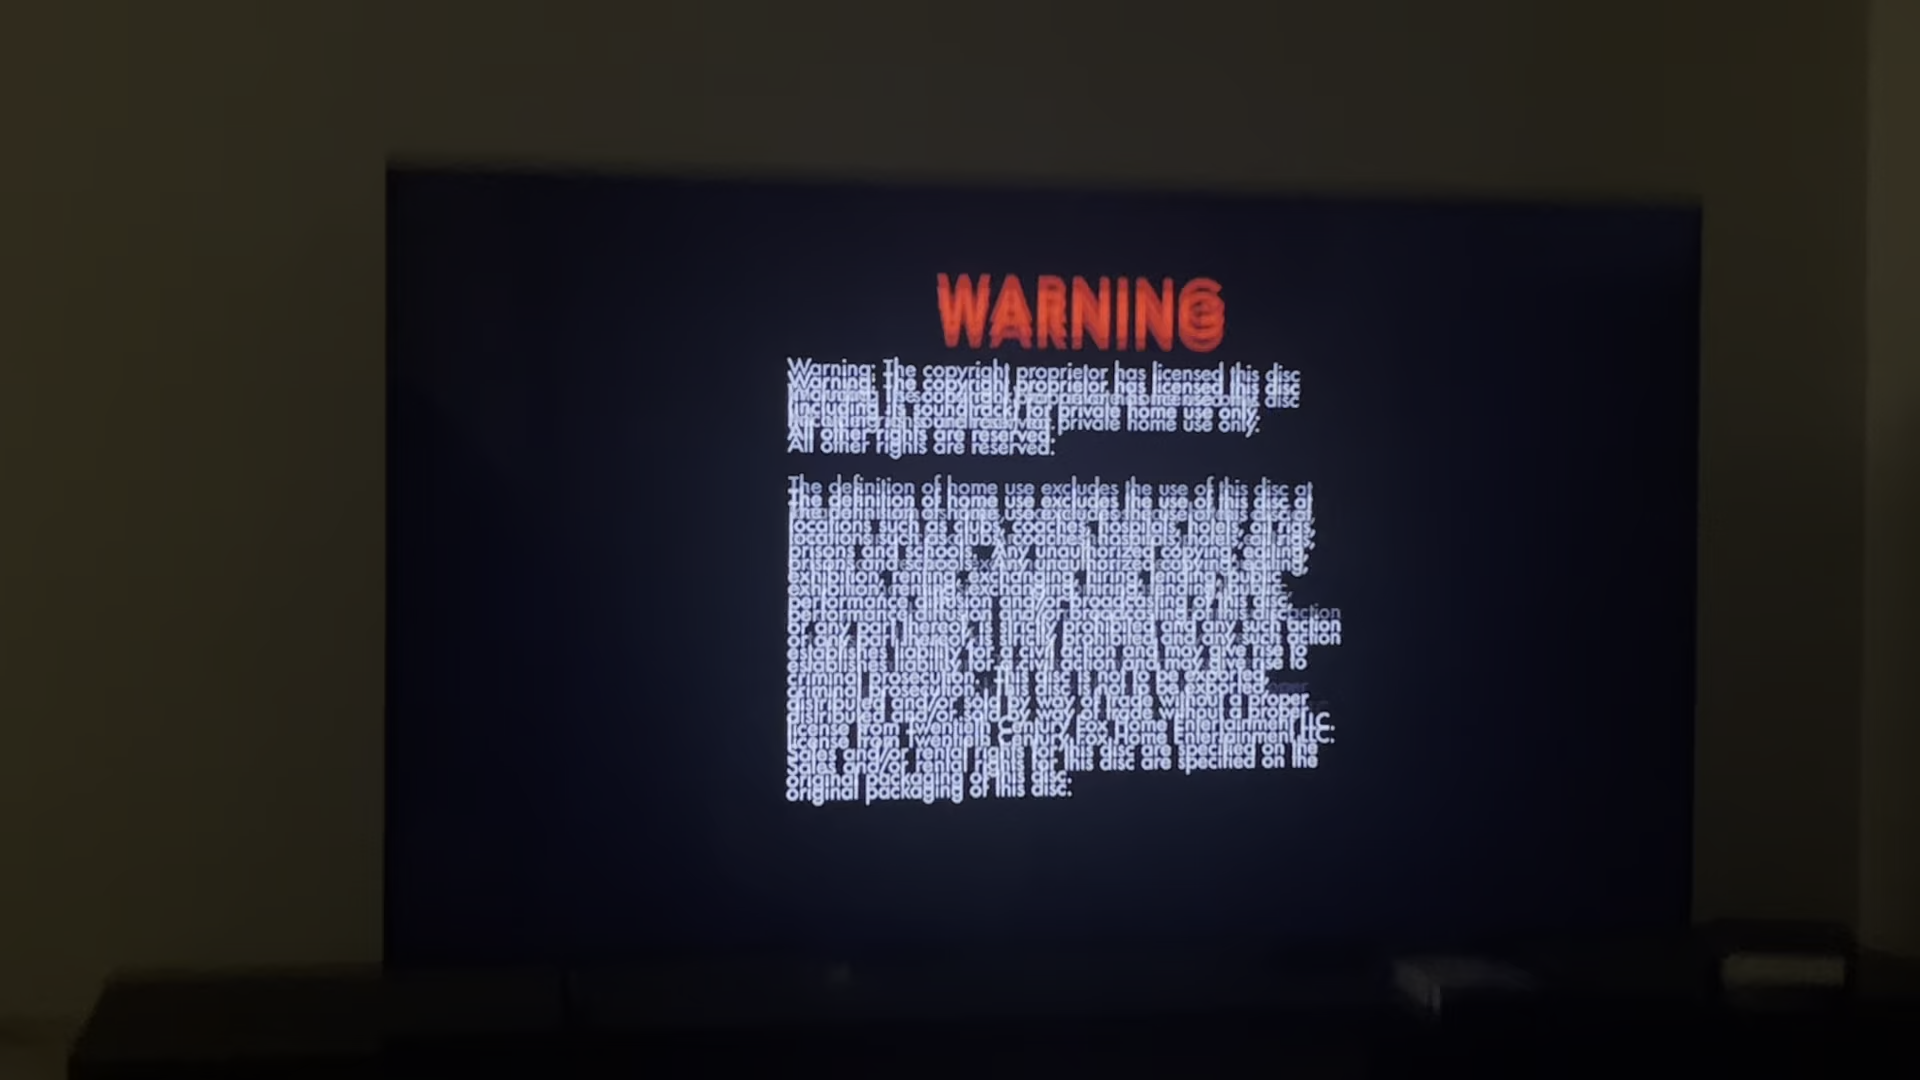 WARNING
Warning: The copyright proprietor has licensed this disc
(including its soundtrack) for private home use only.
All other rights are reserved.
The definition of home use excludes the use of this disc at
locations such as clubs, coaches, hospitals, hotels, oil rigs,
prisons and schools. Any unauthorized copying, editing,
exhibition, renting, exchanging, hiring, lending, public
performance, diffusion and/or broadcasting of this disc
or any part thereof is strictly prohibited and any such action
establishes liability for a civil action and may give rise to
criminal prosecution. This disc is not to be exported,
distributed and/or sold by way of trade without a proper
license from Twentieth Century Fox Home Entertainment LLC.
Sales and/or rental rights for this disc are specified on the
original packaging of this disc.